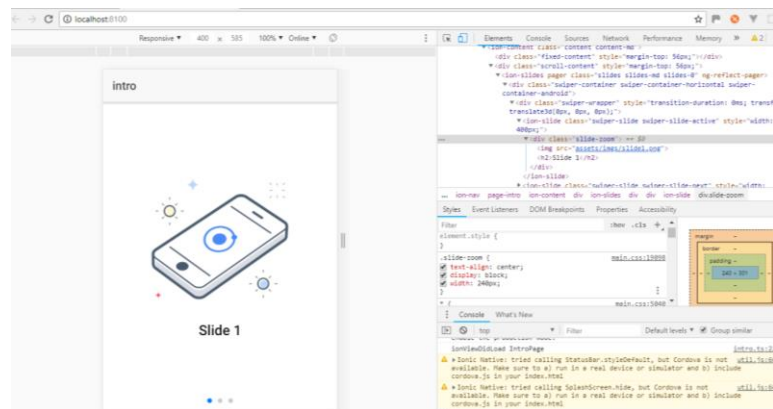 localhost:8100
Responsive ▼ 400 x 585 100% ▼ Online ▼
Elements Console Sources Network Performance Memory » 2
intro
<div class="fixed-content" style="margin-top: 56px;"></div>
▼<div class="scroll-content" style="margin-top: 56px;">
▼<ion-slides pager class="slides slides-md slides-0" ng-reflect-pager>
▼<div class="swiper-container swiper-container-horizontal swiper-
container-android">
▼<div class="swiper-wrapper" style="transition-duration: 0ms; transf
translate3d(0px, 0px, 0px);">
▼<ion-slide class="swiper-slide swiper-slide-active" style="width:
400px;">
▼<div class="slide-zoom"> == $0
<img src="assets/imgs/slide1.png">
<h2>Slide 1</h2>
</div>
</ion-slide>
... ion-nav page-intro ion-content div ion-slides div div ion-slide div.slide-zoom
Styles Event Listeners DOM Breakpoints Properties Accessibility
Filter :hov .cls +
element.style {
}
.slide-zoom { main.css:19098
text-align: center;
display: block;
width: 240px;
}
* { main.css:5040
margin –
border –
padding –
240 × 301
Slide 1
Console What's New
top ▼ Filter Default levels ▼ Group similar
enable the production mode.
ionViewDidLoad IntroPage intro.ts:2
▶Ionic Native: tried calling StatusBar.styleDefault, but Cordova is not
available. Make sure to a) run in a real device or simulator and b) include
cordova.js in your index.html
▶Ionic Native: tried calling SplashScreen.hide, but Cordova is not
available. Make sure to a) run in a real device or simulator and b) include
cordova.js in your index.html